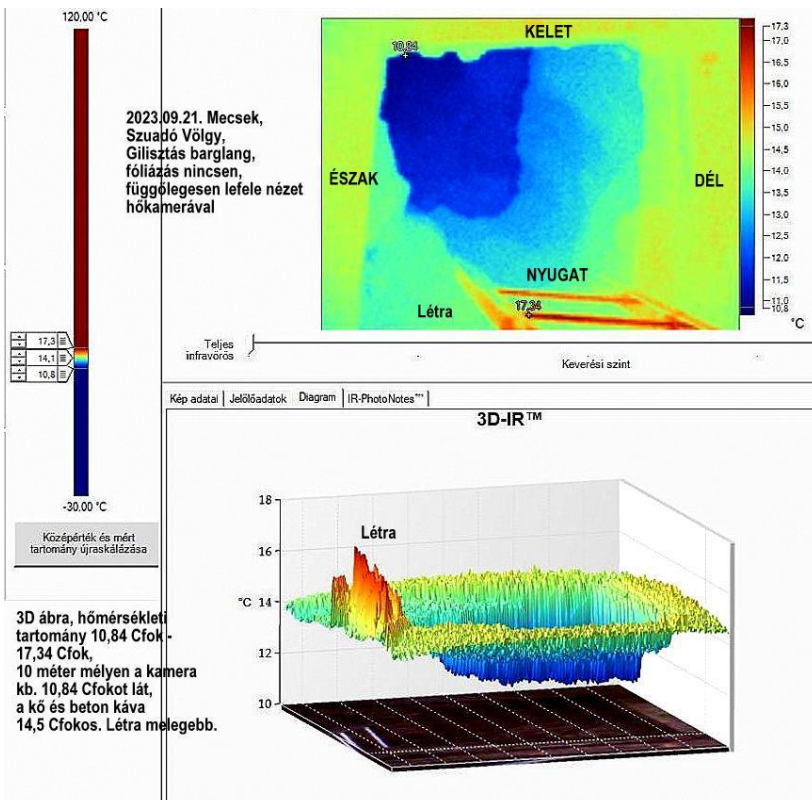 120.00 °C
2023.09.21. Mecsek,
Szuadó Völgy,
Gilisztás barglang,
fóliázás nincsen,
függőlegesen lefele nézet
hőkamerával
17,3
14,1
10,8
-30.00 °C
Középérték és mért
tartomány újraskálázása
3D ábra, hőmérsékleti
tartomány 10,84 Cfok -
17,34 Cfok,
10 méter mélyen a kamera
kb. 10,84 Cfokot lát,
a kő és beton káva
14,5 Cfokos. Létra melegebb.
KELET
10,84
ÉSZAK
DÉL
NYUGAT
Létra
17,34
17,3
16,5
16,0
15,5
15,0
14,5
14,0
13,5
13,0
12,5
12,0
11,5
11,0
10,8
°C
Teljes
infravörös
Keverési szint
Kép adatai Jelölőadatok Diagram IR-PhotoNotes™
3D-IR™
18
16
°C 14
12
10
Létra